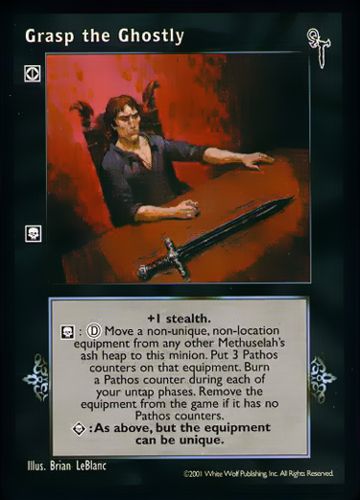 Grasp the Ghostly
+1 stealth.
: D Move a non-unique, non-location
equipment from any other Methuselah's
ash heap to this minion. Put 3 Pathos
counters on that equipment. Burn
a Pathos counter during each of
your untap phases. Remove the
equipment from the game if it has no
Pathos counters.
: As above, but the equipment
can be unique.
Illus. Brian LeBlanc
©2001 White Wolf Publishing, Inc. All Rights Reserved.